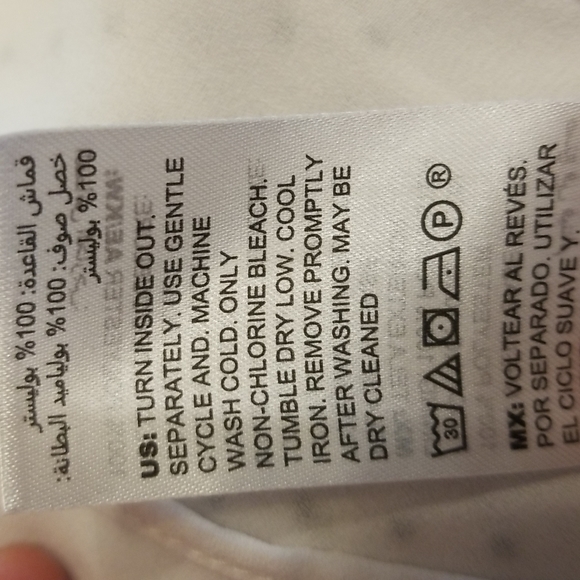 قماش القاعدة: 100% بوليستر
خصل صوف: 100% بولياميد البطانة:
100% بوليستر
US: TURN INSIDE OUT.
SEPARATELY. USE GENTLE
CYCLE AND. MACHINE
WASH COLD. ONLY
NON-CHLORINE BLEACH.
TUMBLE DRY LOW. COOL
IRON. REMOVE PROMPTLY
AFTER WASHING. MAY BE
DRY CLEANED
30 P ®
MX: VOLTEAR AL REVÉS.
POR SEPARADO. UTILIZAR
EL CICLO SUAVE Y.